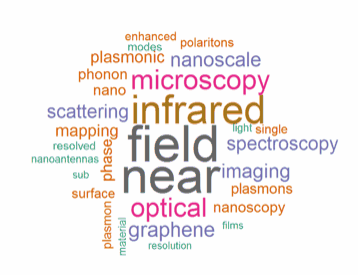 enhanced
modes polaritons
plasmonic nanoscale
phonon microscopy
nano
scattering infrared
mapping light single
resolved phase field spectroscopy
nanoantennas
sub near imaging
surface plasmons
plasmon optical nanoscopy
material graphene films
resolution